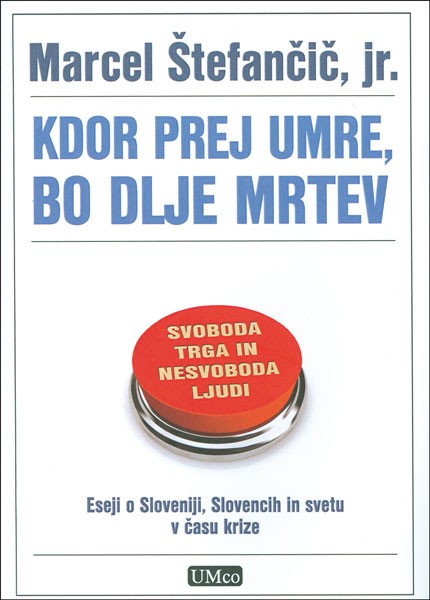 Marcel Štefančič, jr.
KDOR PREJ UMRE,
BO DLJE MRTEV
SVOBODA
TRGA IN
NESVOBODA
LJUDI
Eseji o Sloveniji, Slovencih in svetu
v času krize
UMco